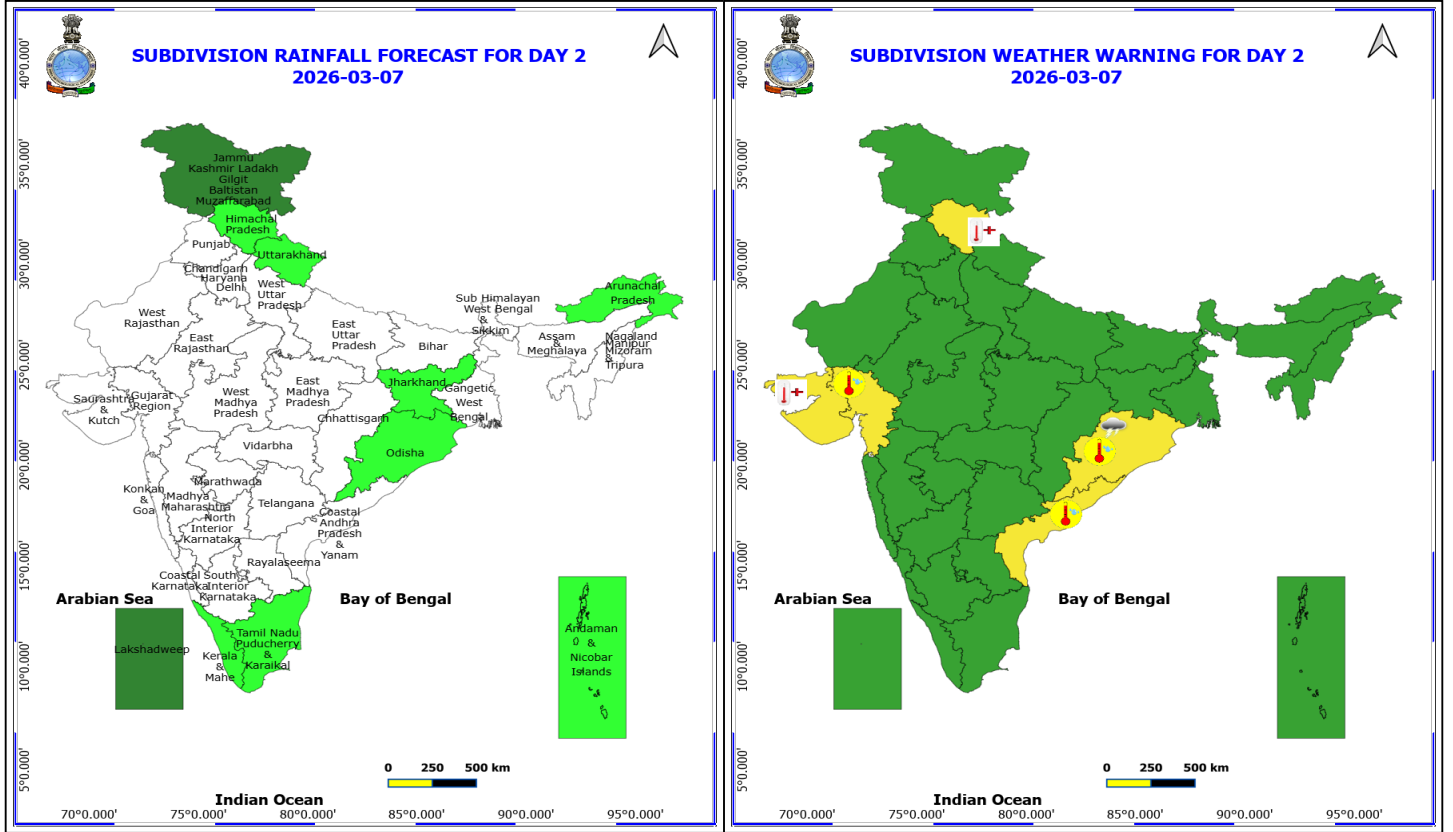 SUBDIVISION RAINFALL FORECAST FOR DAY 2
2026-03-07
40°0.000'
35°0.000'
30°0.000'
25°0.000'
20°0.000'
15°0.000'
10°0.000'
5°0.000'
Jammu
Kashmir Ladakh
Gilgit
Baltistan
Muzaffarabad
Himachal
Pradesh
Punjab
Uttarakhand
Chandigarh
Haryana
Delhi
West
Uttar
Pradesh
Arunachal
Pradesh
Sub Himalayan
West Bengal
&
Sikkim
West
Rajasthan
East
Rajasthan
East
Uttar
Pradesh
Bihar
Assam
&
Meghalaya
Nagaland
Manipur
Mizoram
&
Tripura
Jharkhand
Gangetic
West
Bengal
Saurashtra
&
Kutch
Gujarat
Region
West
Madhya
Pradesh
East
Madhya
Pradesh
Chhattisgarh
Vidarbha
Odisha
Konkan
&
Goa
Marathwada
Madhya
Maharashtra
North
Interior
Karnataka
Telangana
Coastal
Andhra
Pradesh
&
Yanam
Rayalaseema
Coastal
Karnataka
South
Interior
Karnataka
Arabian Sea
Bay of Bengal
Lakshadweep
Kerala
&
Mahe
Tamil Nadu
Puducherry
&
Karaikal
Andaman
&
Nicobar
Islands
0 250 500 km
Indian Ocean
70°0.000' 75°0.000' 80°0.000' 85°0.000' 90°0.000' 95°0.000'
SUBDIVISION WEATHER WARNING FOR DAY 2
2026-03-07
40°0.000'
35°0.000'
30°0.000'
25°0.000'
20°0.000'
15°0.000'
10°0.000'
5°0.000'
Arabian Sea
Bay of Bengal
0 250 500 km
Indian Ocean
70°0.000' 75°0.000' 80°0.000' 85°0.000' 90°0.000' 95°0.000'